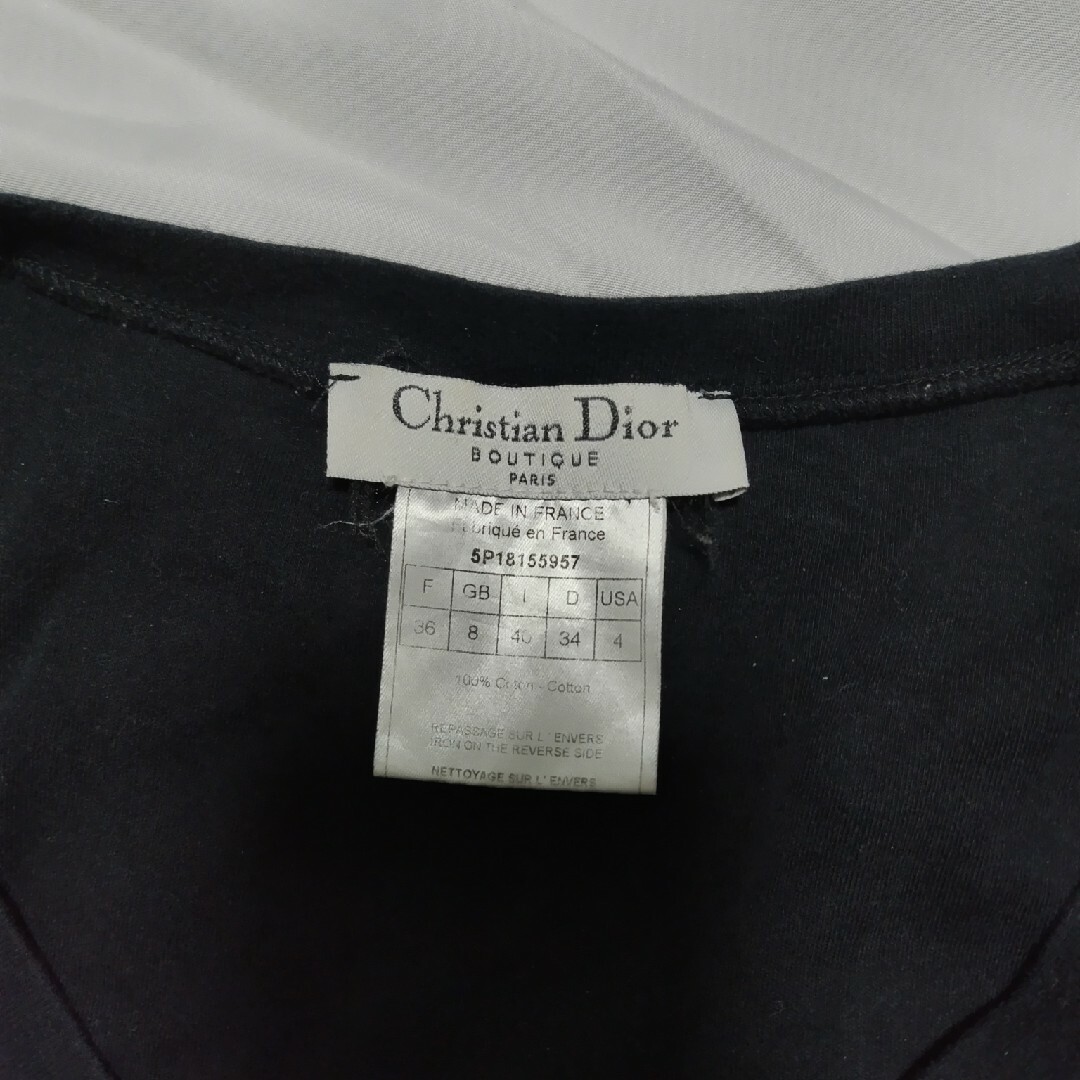 Christian Dior
BOUTIQUE
PARIS
MADE IN FRANCE
Fabriqué en France
5P18155957
F GB I D USA
36 8 40 34 4
100% Coton - Cotton
REPASSAGE SUR L'ENVERS
IRON ON THE REVERSE SIDE
NETTOYAGE SUR L'ENVERS